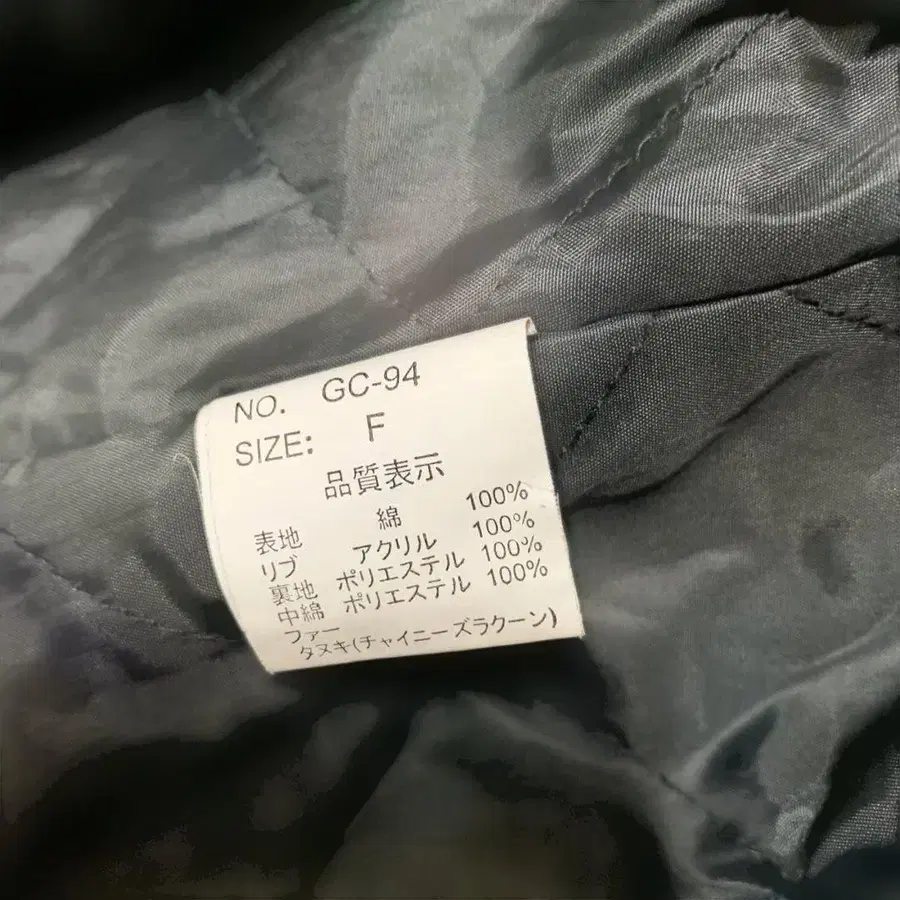 NO. GC-94
SIZE: F
品質表示
表地 綿 100%
リブ アクリル 100%
裏地 ポリエステル 100%
中綿 ポリエステル 100%
ファー
タヌキ(チャイニーズラクーン)